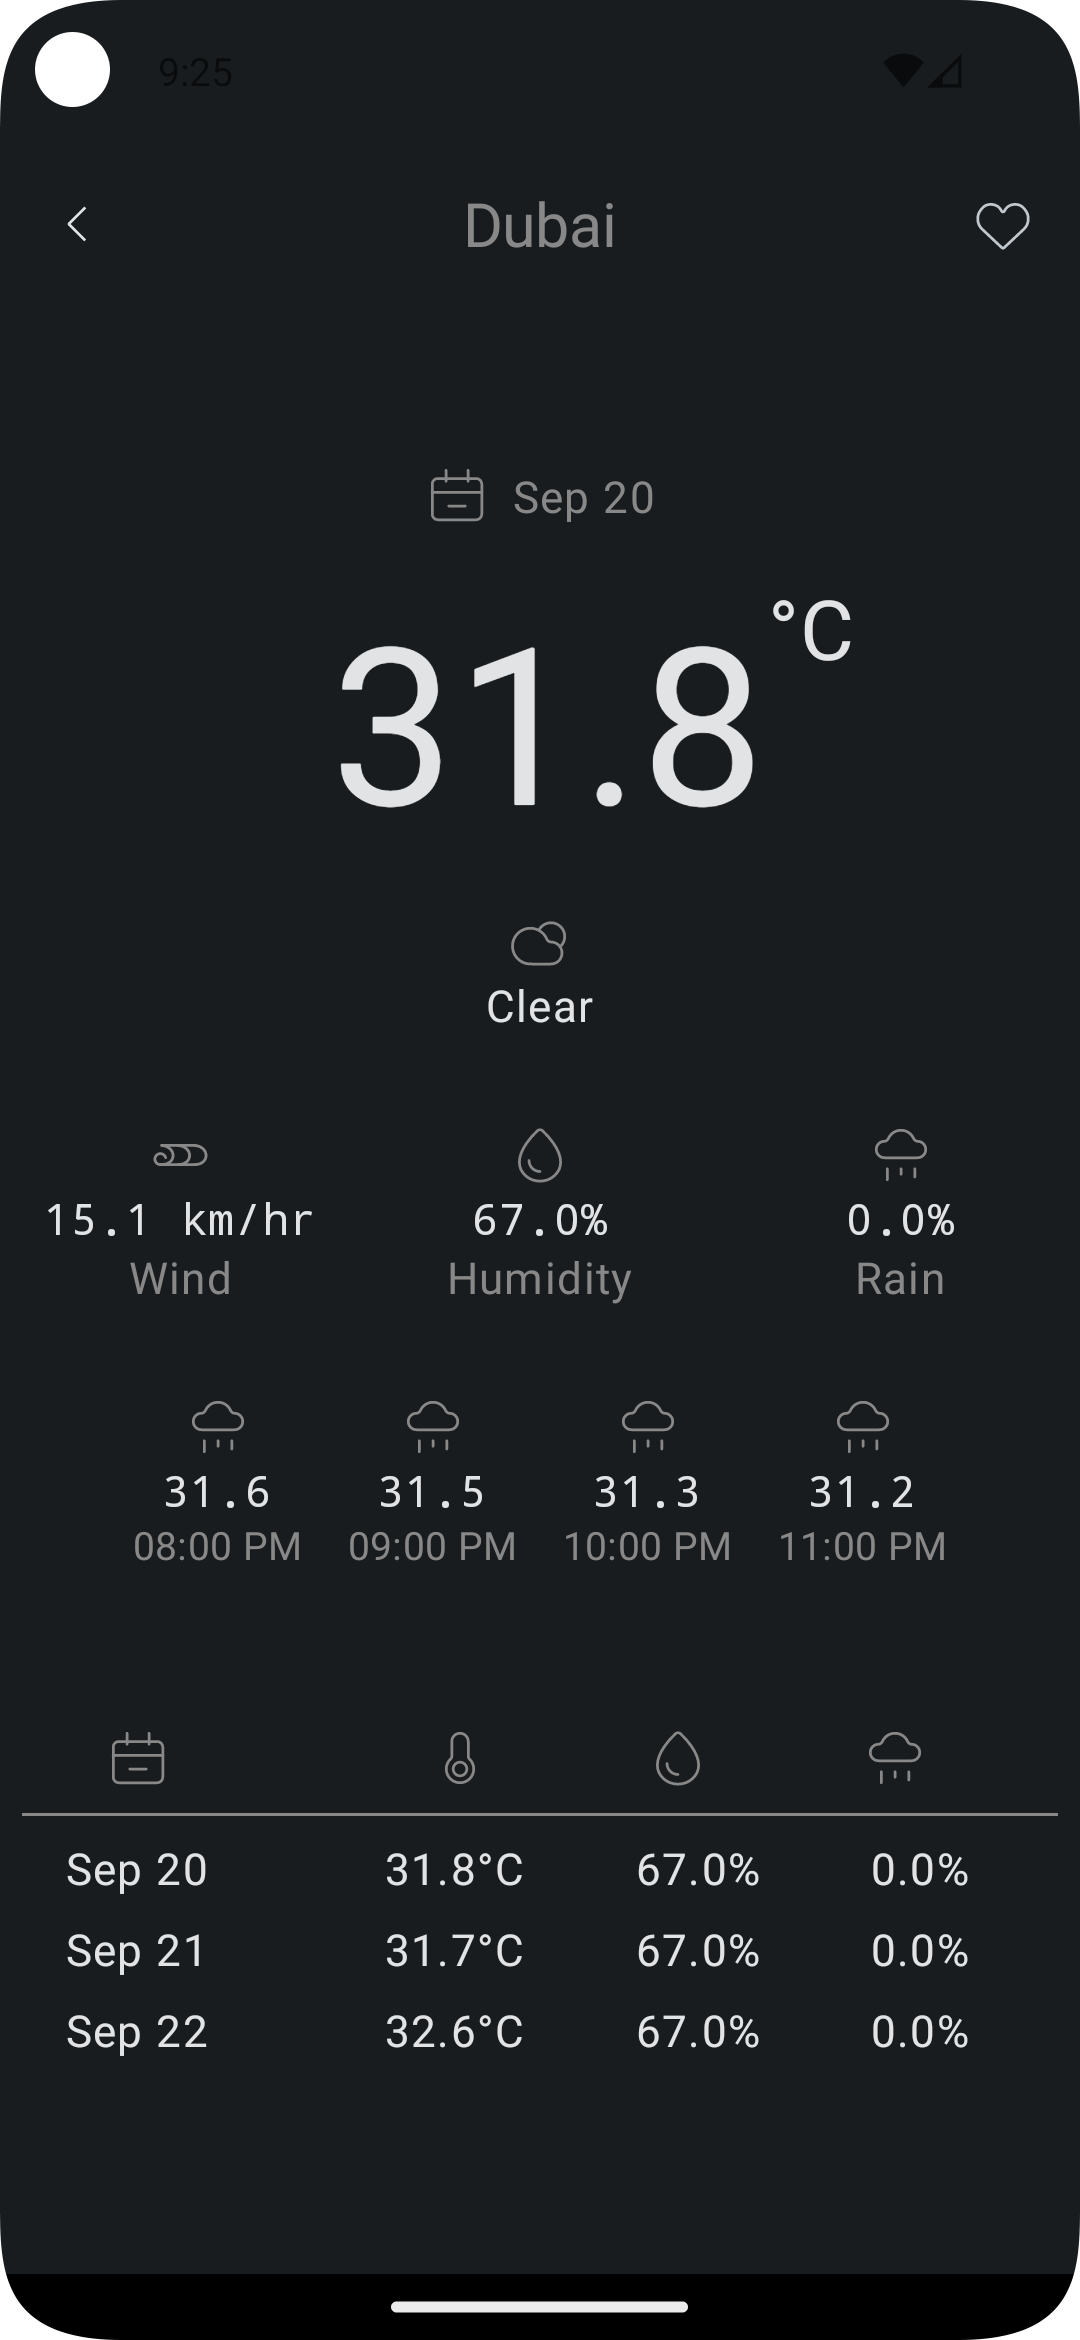 9:25
Dubai
Sep 20
31.8 °C
Clear
15.1 km/hr 67.0% 0.0%
Wind Humidity Rain
31.6 31.5 31.3 31.2
08:00 PM 09:00 PM 10:00 PM 11:00 PM
Sep 20 31.8°C 67.0% 0.0%
Sep 21 31.7°C 67.0% 0.0%
Sep 22 32.6°C 67.0% 0.0%